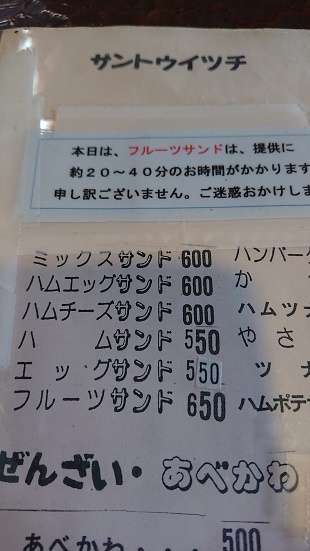 サントウイツチ
本日は、フルーツサンドは、提供に
約20～40分のお時間がかかります
申し訳ございません。ご迷惑おかけしま
ミックスサンド 600 ハンバーグ
ハムエッグサンド 600 か
ハムチーズサンド 600 ハムツナ
ハムサンド 550 やさ
エッグサンド 550 ツナ
フルーツサンド 650 ハムポテ
ぜんざい・あべかわ
あべかわ・・・500